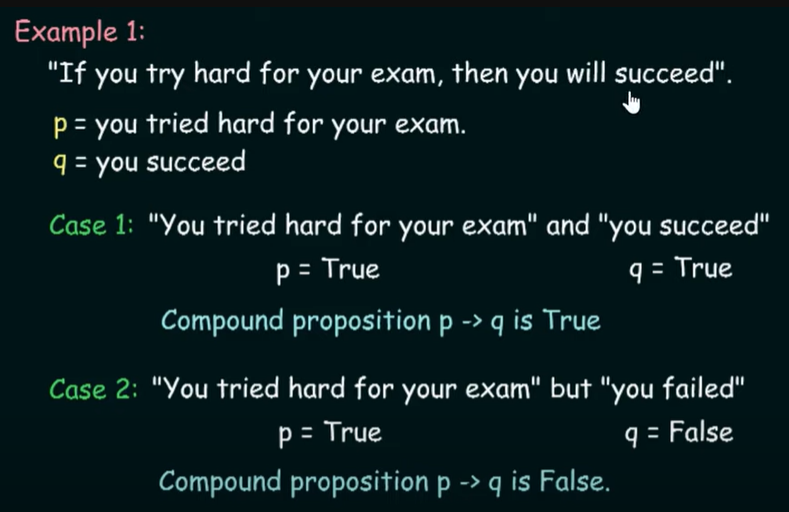 Example 1:
"If you try hard for your exam, then you will succeed".
p = you tried hard for your exam.
q = you succeed
Case 1: "You tried hard for your exam" and "you succeed"
p = True q = True
Compound proposition p -> q is True
Case 2: "You tried hard for your exam" but "you failed"
p = True q = False
Compound proposition p -> q is False.